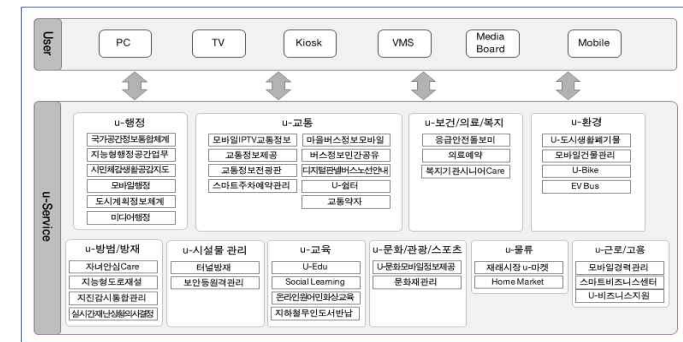 User
PC
TV
Kiosk
VMS
Media
Board
Mobile
u-Service
u-행정
국가공간정보통합체계
지능형행정공간업무
시민체감생활공감지도
모바일행정
도시계획정보체계
미디어행정
u-교통
모바일IPTV교통정보
교통정보제공
교통정보전광판
스마트주차예약관리
마을버스정보모바일
버스정보민간공유
디지털판넬버스노선안내
U-쉘터
교통약자
u-보건/의료/복지
응급안전돌보미
의료예약
복지기관시니어Care
u-환경
U-도시생활폐기물
모바일건물관리
U-Bike
EV Bus
u-방범/방재
자녀안심Care
지능형도로재설
지진감시통합관리
실시간재난상황의사결정
u-시설물 관리
터널방재
보안등원격관리
u-교육
U-Edu
Social Learning
온라인원어민화상교육
지하철무인도서반납
u-문화/관광/스포츠
U-문화모바일정보제공
문화재관리
u-물류
재래시장 u-마켓
Home Market
u-근로/고용
모바일경력관리
스마트비즈니스센터
U-비즈니스지원